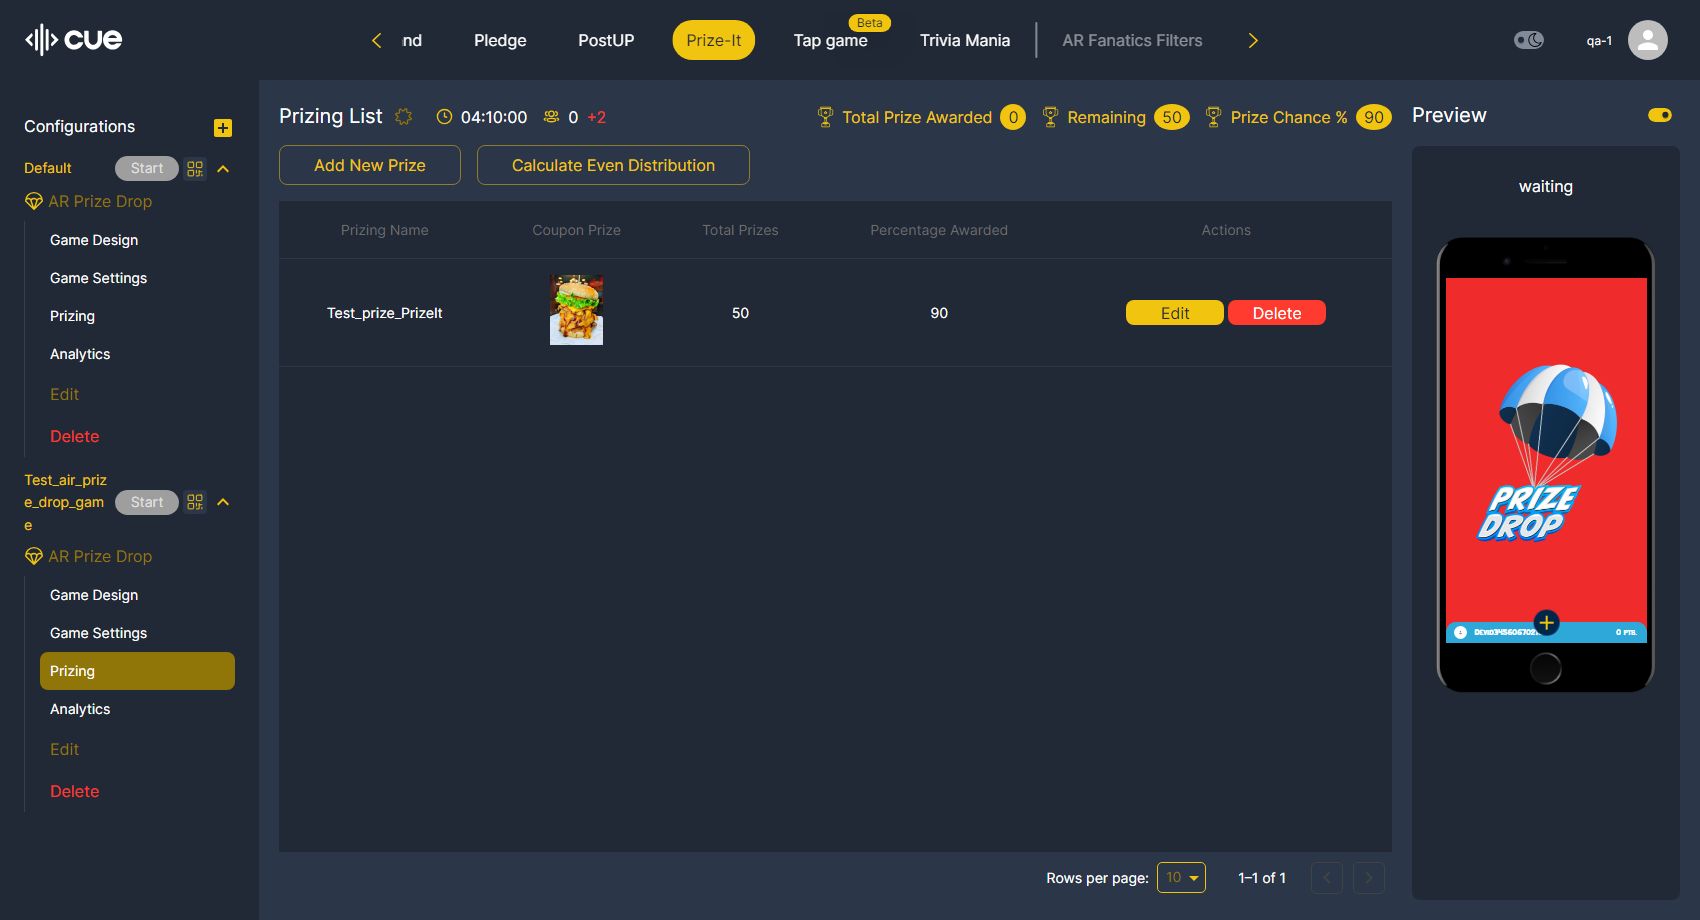 cue
nd
Pledge
PostUP
Prize-It
Beta
Tap game
Trivia Mania
AR Fanatics Filters
qa-1
Configurations
Default
Start
AR Prize Drop
Game Design
Game Settings
Prizing
Analytics
Edit
Delete
Test_air_priz
e_drop_gam
e
Start
AR Prize Drop
Game Design
Game Settings
Prizing
Analytics
Edit
Delete
Prizing List
04:10:00
0 +2
Total Prize Awarded 0
Remaining 50
Prize Chance % 90
Add New Prize
Calculate Even Distribution
Prizing Name
Coupon Prize
Total Prizes
Percentage Awarded
Actions
Test_prize_PrizeIt
50
90
Edit
Delete
Rows per page:
10
1–1 of 1
Preview
waiting
PRIZE
DROP
0 PTS.